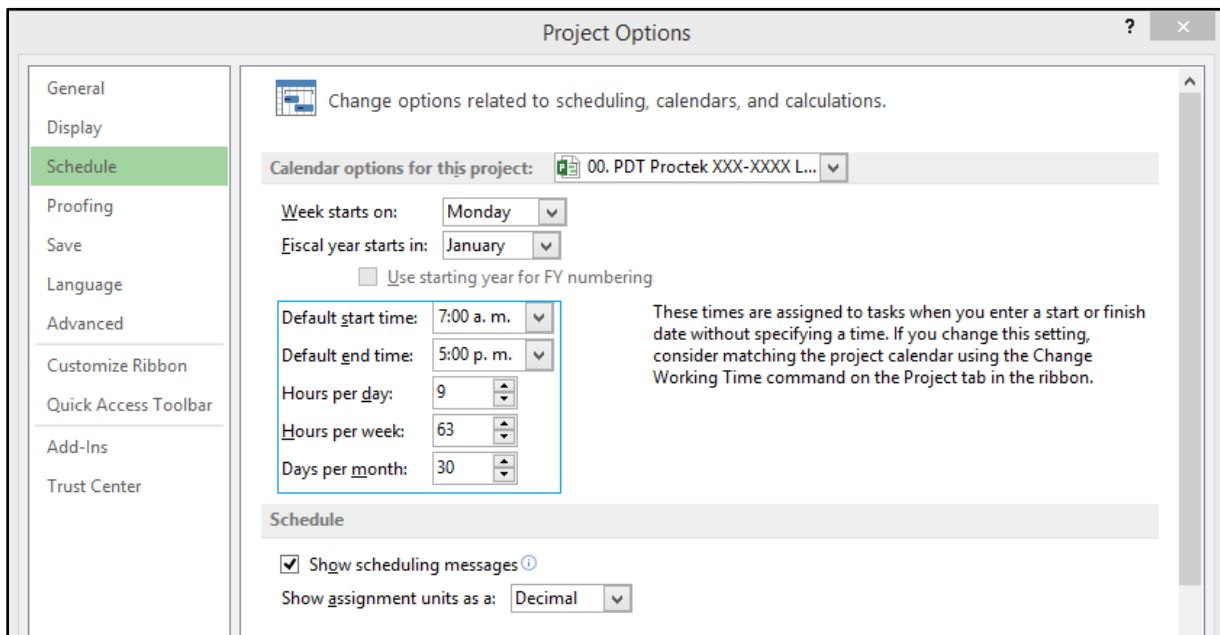 Project Options
?
General
Display
Schedule
Proofing
Save
Language
Advanced
Customize Ribbon
Quick Access Toolbar
Add-Ins
Trust Center
Change options related to scheduling, calendars, and calculations.
Calendar options for this project: 00. PDT Proctek XXX-XXXX L...
Week starts on: Monday
Fiscal year starts in: January
Use starting year for FY numbering
Default start time: 7:00 a. m.
Default end time: 5:00 p. m.
Hours per day: 9
Hours per week: 63
Days per month: 30
These times are assigned to tasks when you enter a start or finish
date without specifying a time. If you change this setting,
consider matching the project calendar using the Change
Working Time command on the Project tab in the ribbon.
Schedule
Show scheduling messages
Show assignment units as a: Decimal